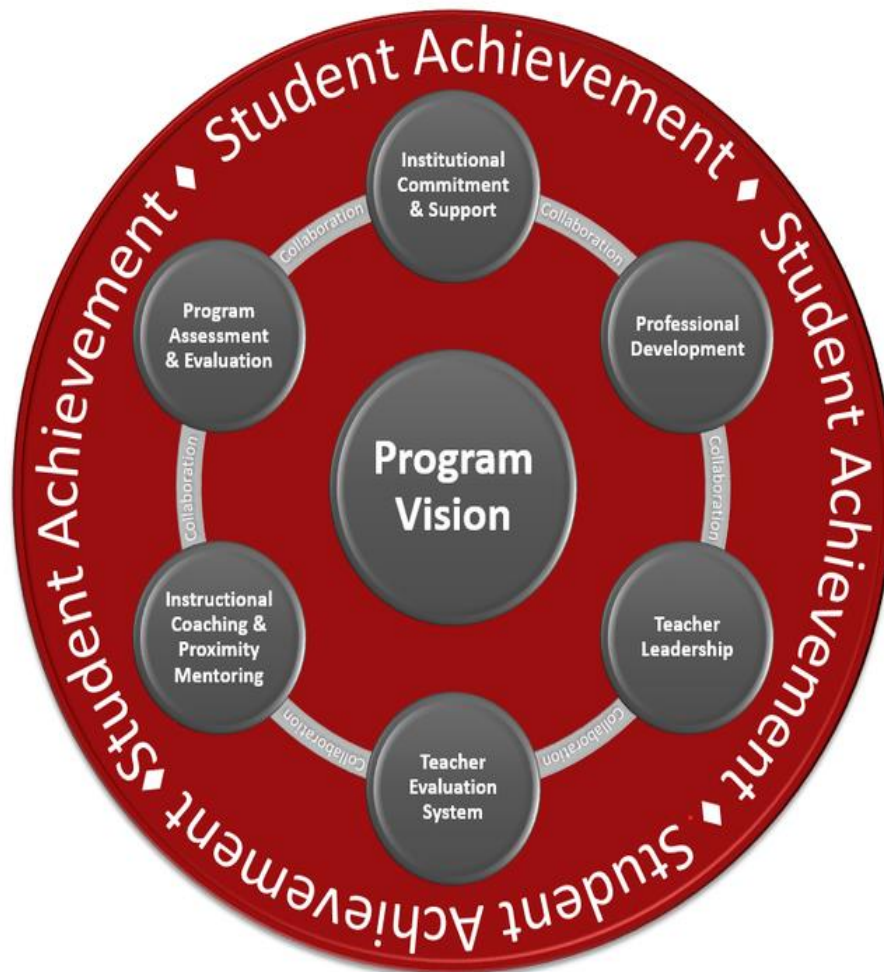 Student Achievement ♦ Student Achievement ♦ Student Achievement ♦ Student Achievement ♦
Institutional
Commitment
& Support
Collaboration
Professional
Development
Collaboration
Teacher
Leadership
Collaboration
Teacher
Evaluation
System
Collaboration
Instructional
Coaching &
Proximity
Mentoring
Collaboration
Program
Assessment
& Evaluation
Collaboration
Program
Vision